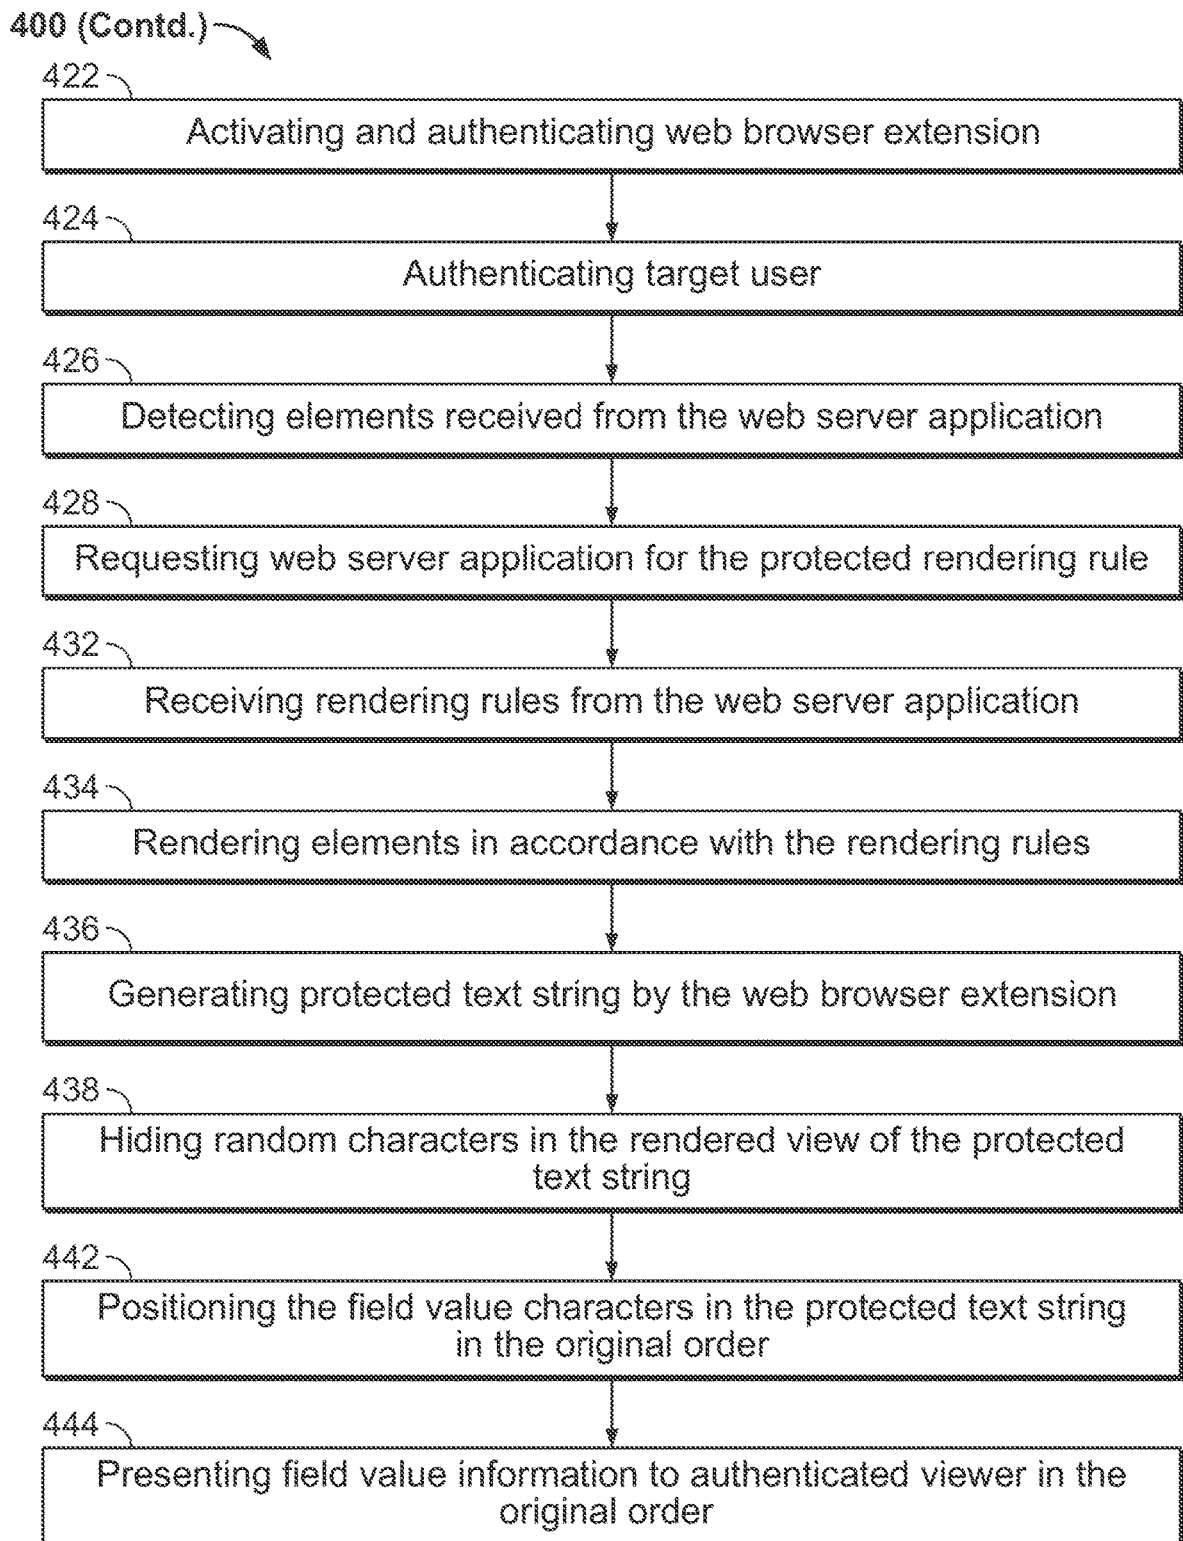 400 (Contd.)
422
Activating and authenticating web browser extension
424
Authenticating target user
426
Detecting elements received from the web server application
428
Requesting web server application for the protected rendering rule
432
Receiving rendering rules from the web server application
434
Rendering elements in accordance with the rendering rules
436
Generating protected text string by the web browser extension
438
Hiding random characters in the rendered view of the protected
text string
442
Positioning the field value characters in the protected text string
in the original order
444
Presenting field value information to authenticated viewer in the
original order